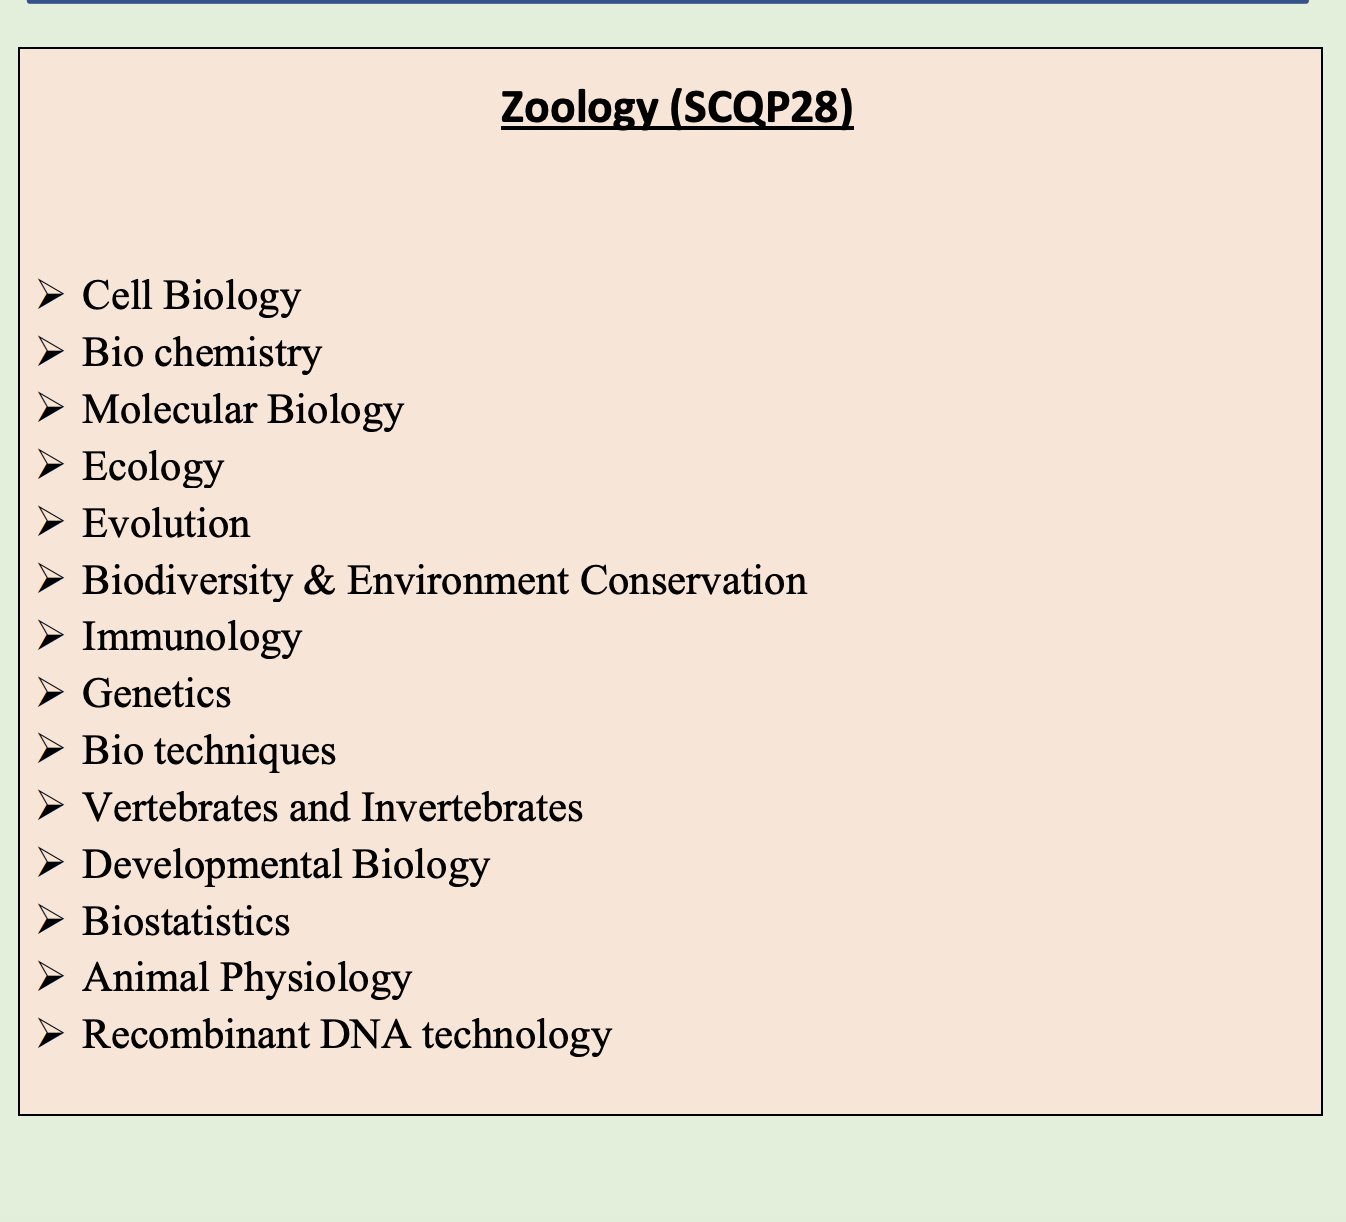 Zoology (SCQP28)
➢ Cell Biology
➢ Bio chemistry
➢ Molecular Biology
➢ Ecology
➢ Evolution
➢ Biodiversity & Environment Conservation
➢ Immunology
➢ Genetics
➢ Bio techniques
➢ Vertebrates and Invertebrates
➢ Developmental Biology
➢ Biostatistics
➢ Animal Physiology
➢ Recombinant DNA technology